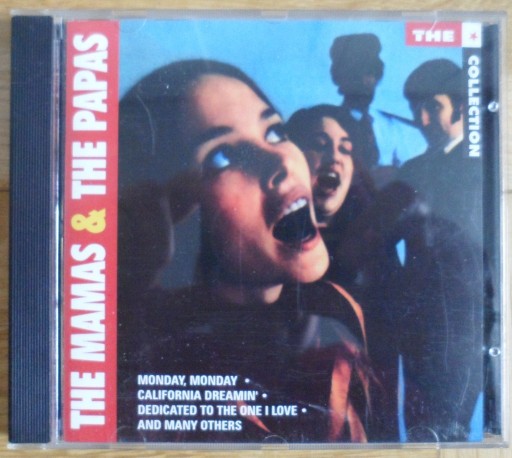 THE MAMAS & THE PAPAS
THE
COLLECTION
MONDAY, MONDAY •
CALIFORNIA DREAMIN' •
DEDICATED TO THE ONE I LOVE •
AND MANY OTHERS